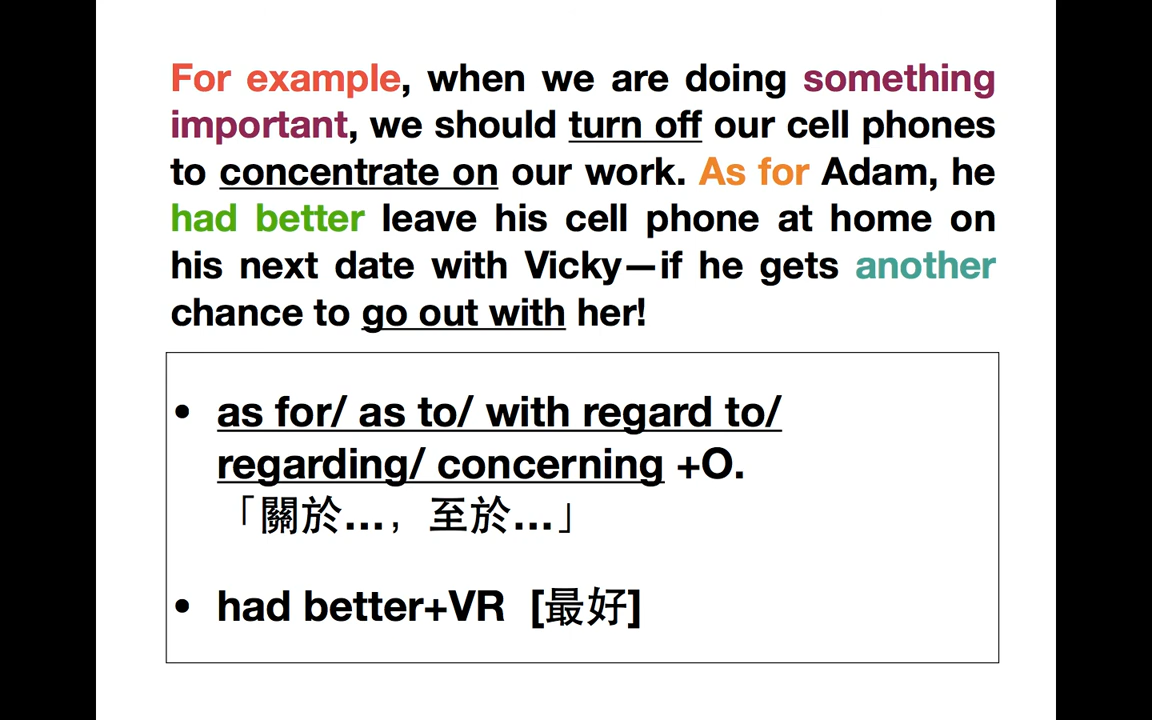 For example, when we are doing something
important, we should turn off our cell phones
to concentrate on our work. As for Adam, he
had better leave his cell phone at home on
his next date with Vicky—if he gets another
chance to go out with her!
• as for/ as to/ with regard to/
regarding/ concerning +O.
「關於…，至於…」
• had better+VR [最好]